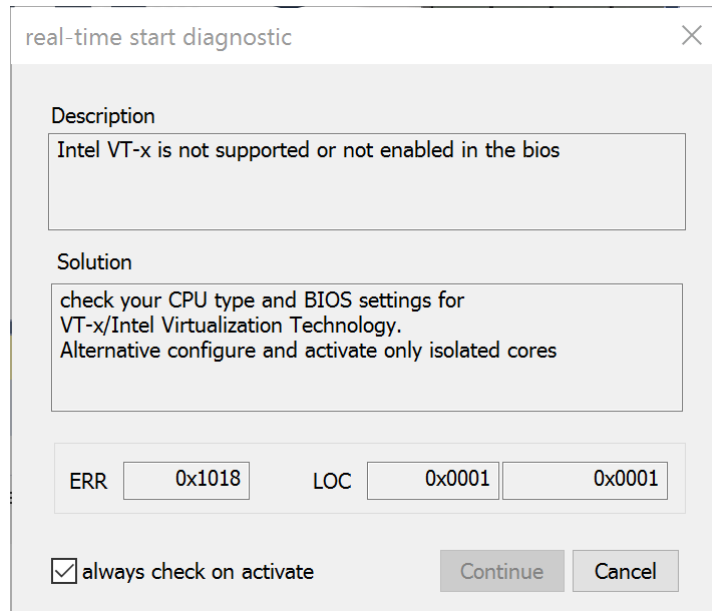 real-time start diagnostic
Description
Intel VT-x is not supported or not enabled in the bios
Solution
check your CPU type and BIOS settings for
VT-x/Intel Virtualization Technology.
Alternative configure and activate only isolated cores
ERR 0x1018 LOC 0x0001 0x0001
always check on activate Continue Cancel